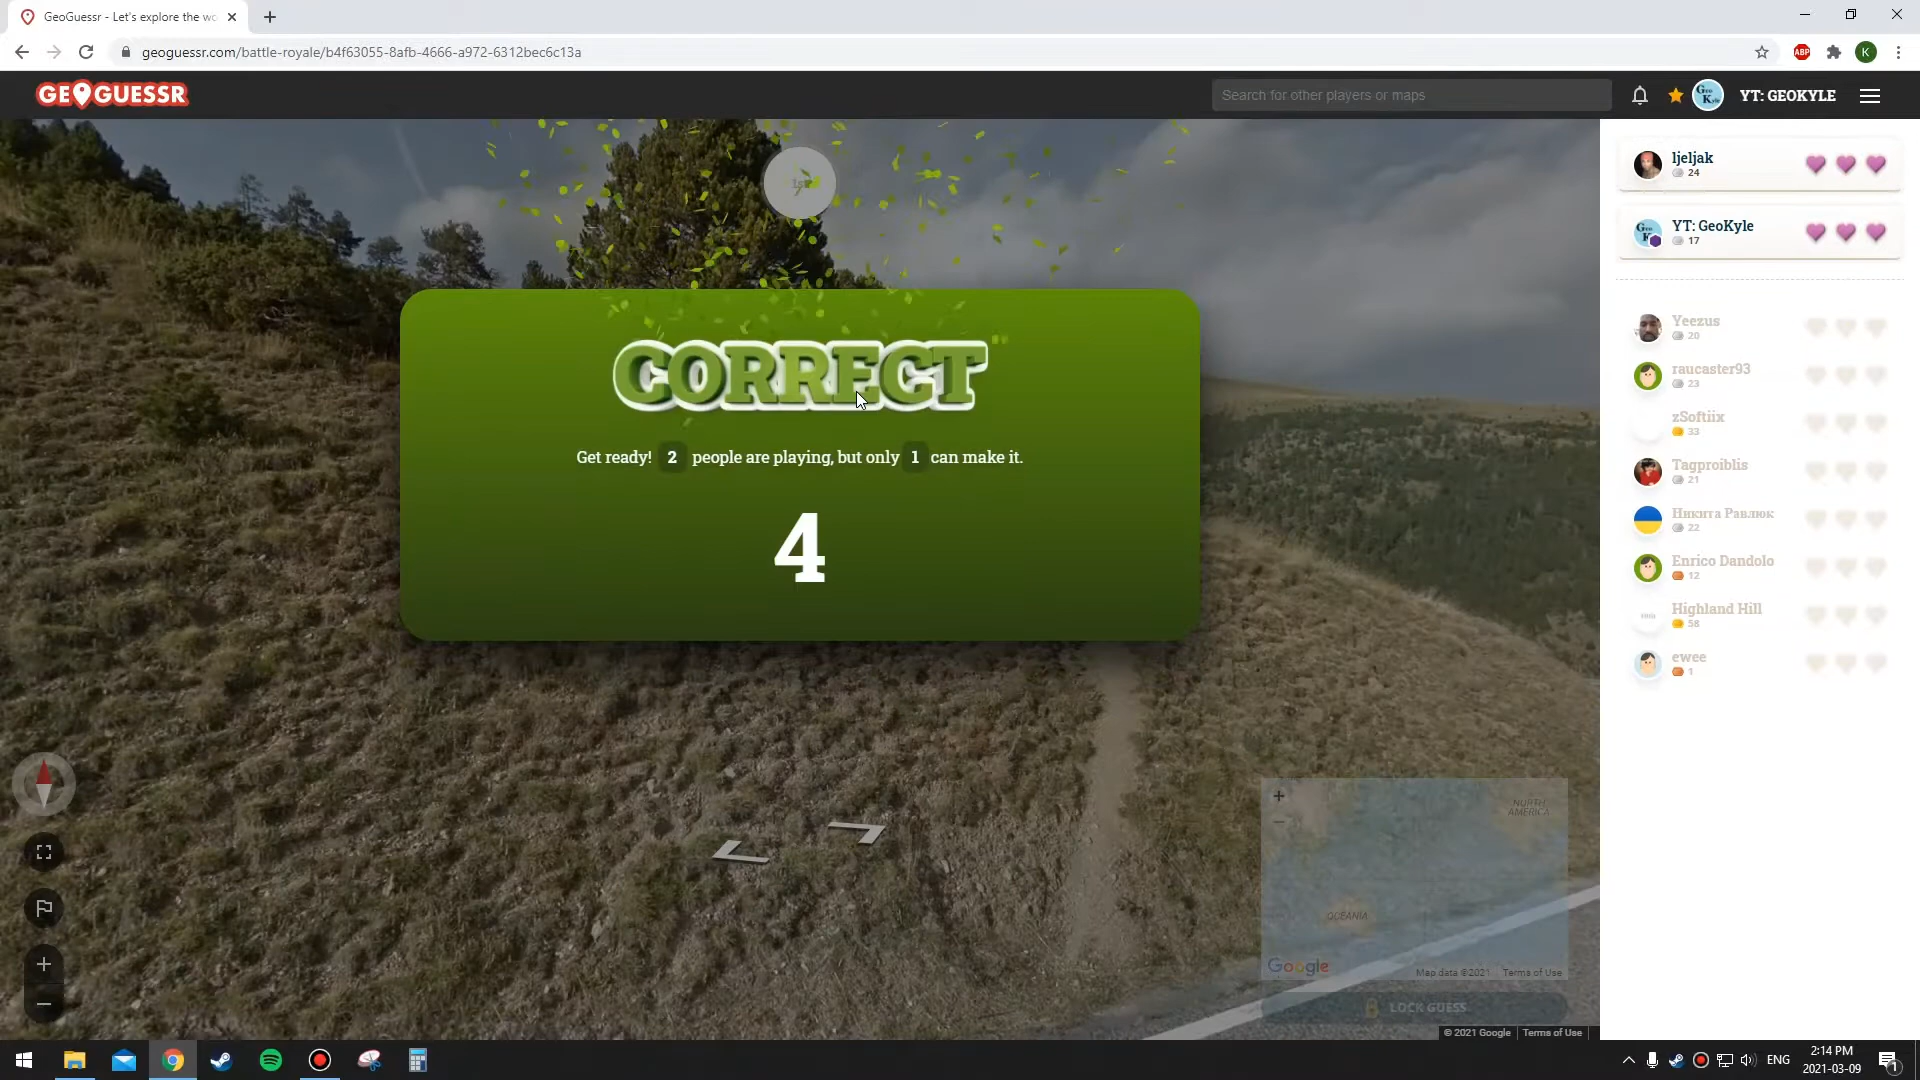 GeoGuessr - Let's explore the wo
geoguessr.com/battle-royale/b4f63055-8afb-4666-a972-6312bec6c13a
ABP
K
GEOGUESSR
Search for other players or maps
YT: GEOKYLE
ljeljak
24
YT: GeoKyle
17
CORRECT
Get ready! 2 people are playing, but only 1 can make it.
4
Yeezus
20
raucaster93
23
zSoftiix
33
Tagproiblis
21
Никита Равлюк
22
Enrico Dandolo
12
Highland Hill
58
ewee
1
NORTH AMERICA
OCEANIA
Google
Map data ©2021 Terms of Use
LOCK GUESS
© 2021 Google Terms of Use
ENG
2:14 PM
2021-03-09
1